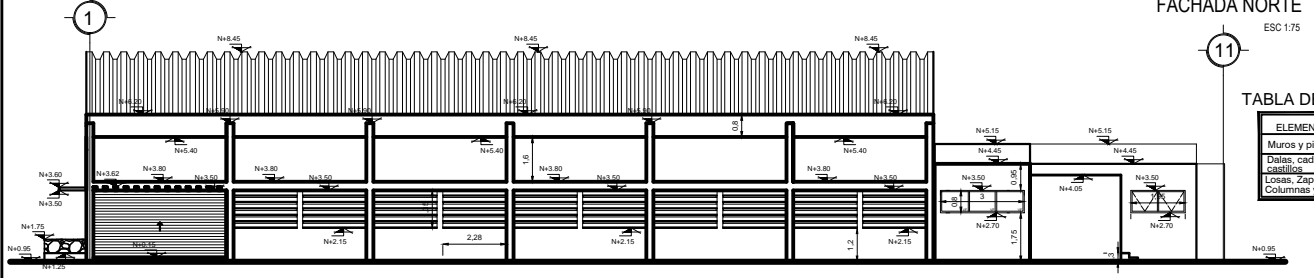 FACHADA NORTE
ESC 1:75
1
11
N+8.45 N+8.45 N+8.45
N+6.20 N+5.90 N+5.90 N+6.20 N+5.90 N+6.20
0,8
N+5.40 N+5.40 N+5.40
1,6
N+5.15 N+5.15
N+4.45 N+4.45
N+3.60 N+3.62 N+3.80 N+3.50 N+3.80 N+3.50 N+3.80 N+3.50 N+3.80 N+3.50
N+3.50
N+3.50 N+4.05 N+3.50
0,95
3
0,8
N+2.70 N+2.70
1,75
N+1.75
N+0.95 N+1.25 N+0.15
N+2.15 N+2.15 N+2.15
2,28
1,2
N+0.95
TABLA DE
ELEMEN
Muros y pi
Dalas, cad
castillos
Losas, Zap
Columnas